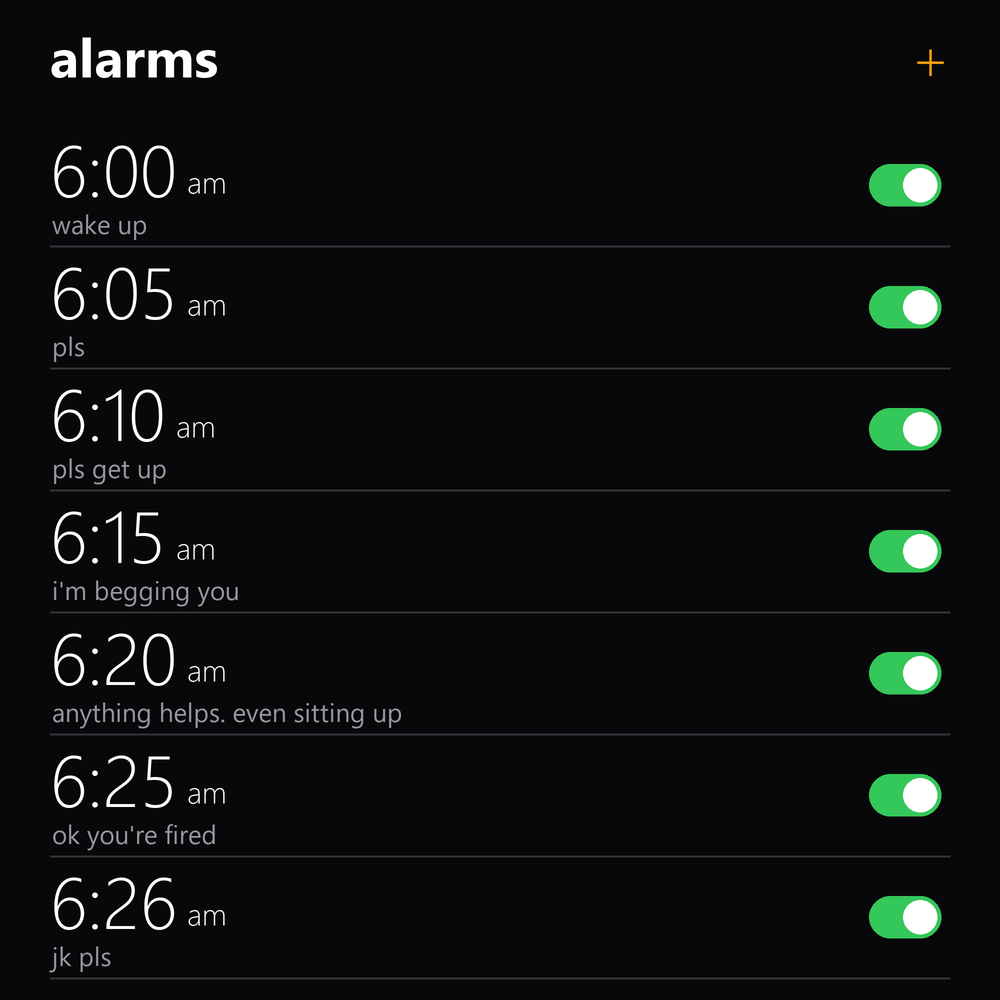 alarms
6:00 am
wake up
6:05 am
pls
6:10 am
pls get up
6:15 am
i'm begging you
6:20 am
anything helps. even sitting up
6:25 am
ok you're fired
6:26 am
jk pls